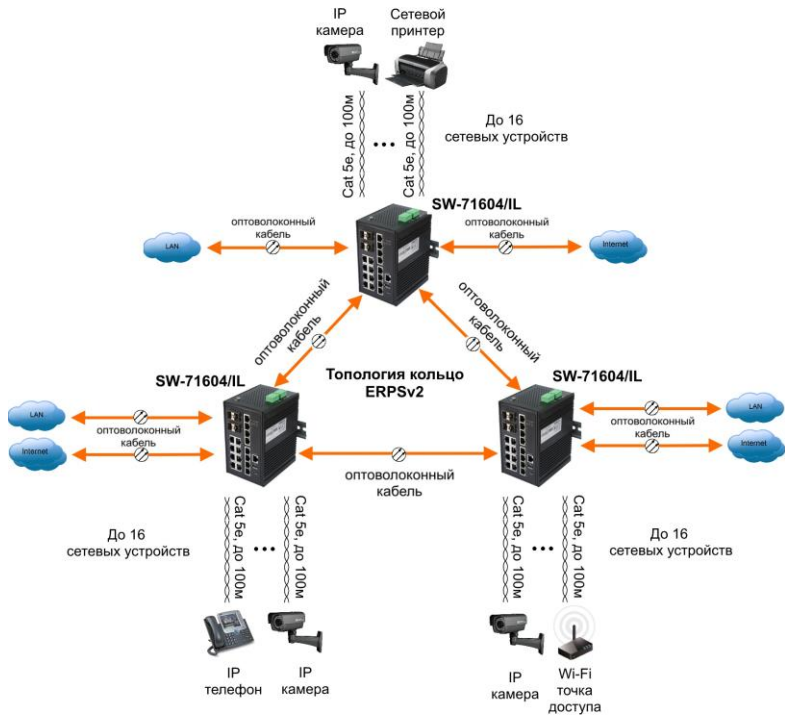 IP
камера
Сетевой
принтер
Cat 5e, до 100м
Cat 5e, до 100м
До 16
сетевых устройств
SW-71604/IL
LAN
оптоволоконный
кабель
оптоволоконный
кабель
Internet
оптоволоконный
кабель
оптоволоконный
кабель
Топология кольцо
ERPSv2
SW-71604/IL
SW-71604/IL
LAN
оптоволоконный
кабель
Internet
LAN
оптоволоконный
кабель
Internet
оптоволоконный
кабель
До 16
сетевых устройств
Cat 5e, до 100м
Cat 5e, до 100м
Cat 5e, до 100м
Cat 5e, до 100м
До 16
сетевых устройств
IP
телефон
IP
камера
IP
камера
Wi-Fi
точка
доступа